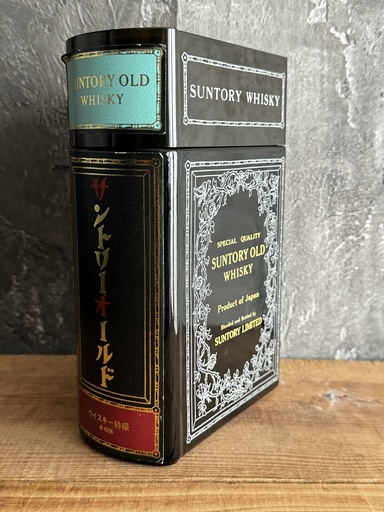 SUNTORY OLD
WHISKY
SUNTORY WHISKY
サントリーオールド
ウイスキー特級
SPECIAL QUALITY
SUNTORY OLD
WHISKY
Product of Japan
Blended and Bottled by
SUNTORY LIMITED